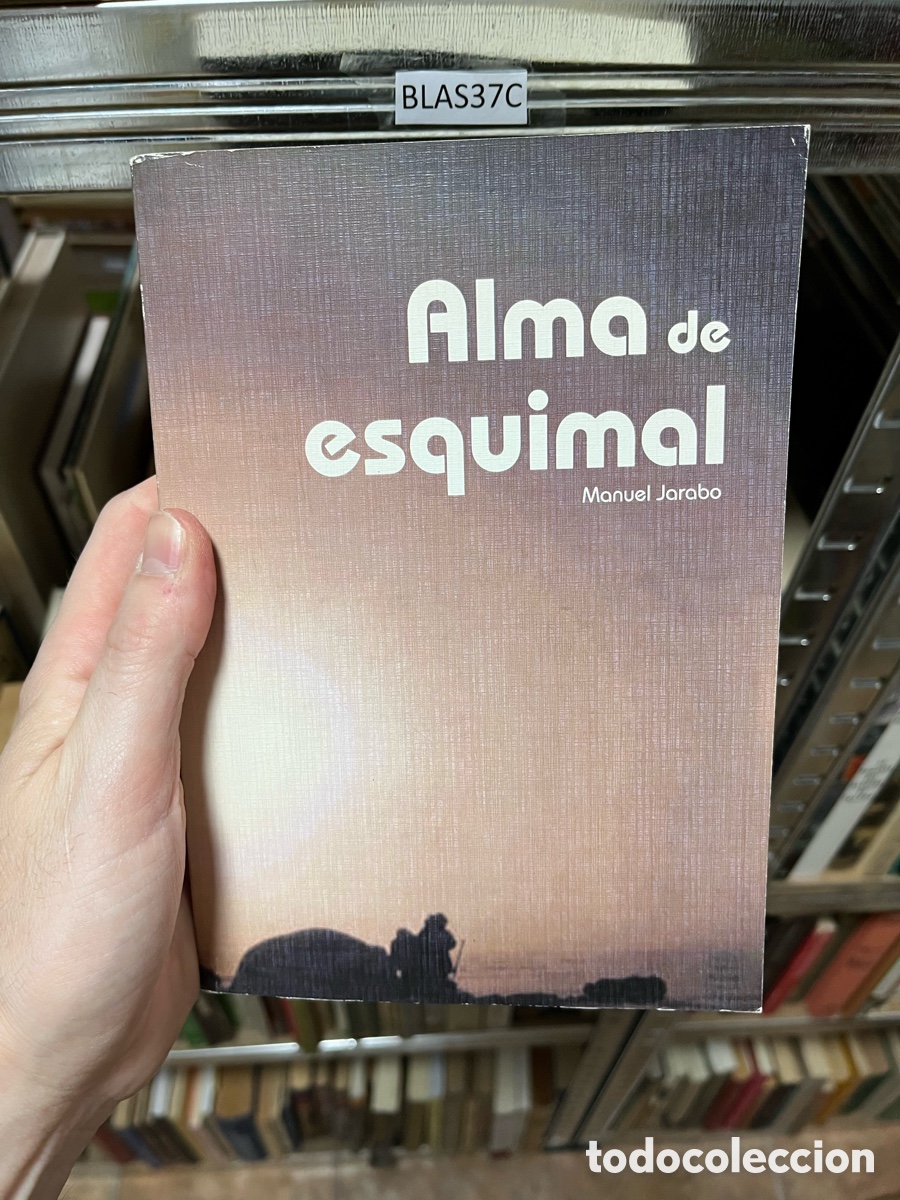 BLAS37C
Alma de
esquimal
Manuel Jarabo
todocoleccion